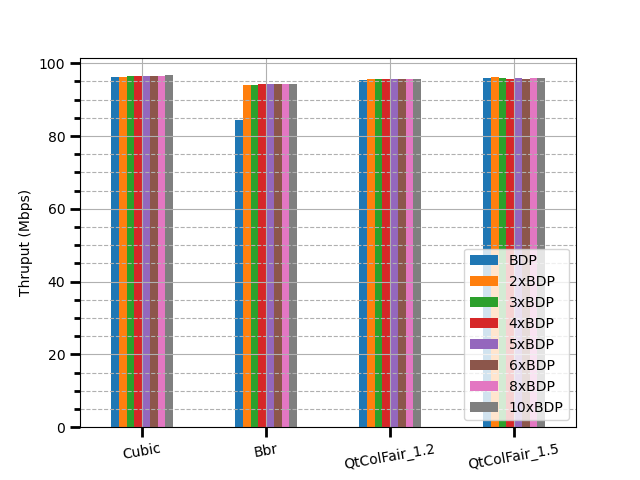 100
80
60
40
20
0
Thruput (Mbps)
BDP
2xBDP
3xBDP
4xBDP
5xBDP
6xBDP
8xBDP
10xBDP
Cubic
Bbr
QtColFair_1.2
QtColFair_1.5